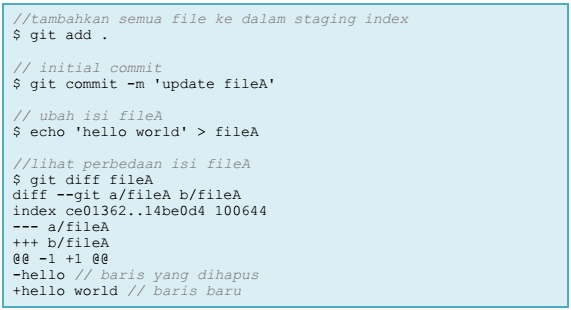 //tambahkan semua file ke dalam staging index
$ git add .
// initial commit
$ git commit -m 'update fileA'
// ubah isi fileA
$ echo 'hello world' > fileA
//lihat perbedaan isi fileA
$ git diff fileA
diff --git a/fileA b/fileA
index ce01362..14be0d4 100644
--- a/fileA
+++ b/fileA
@@ -1 +1 @@
-hello // baris yang dihapus
+hello world // baris baru